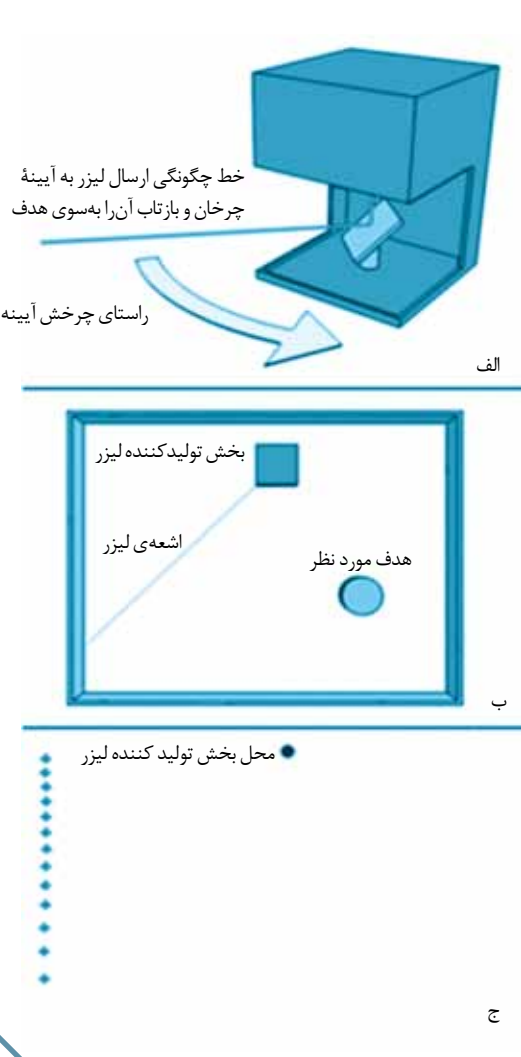 خط چگونگی ارسال لیزر به آیینهٔ
چرخان و بازتاب آن‌را به‌سوی هدف
راستای چرخش آیینه
الف
بخش تولیدکننده لیزر
اشعه‌ی لیزر
هدف مورد نظر
ب
محل بخش تولید کننده لیزر
ج